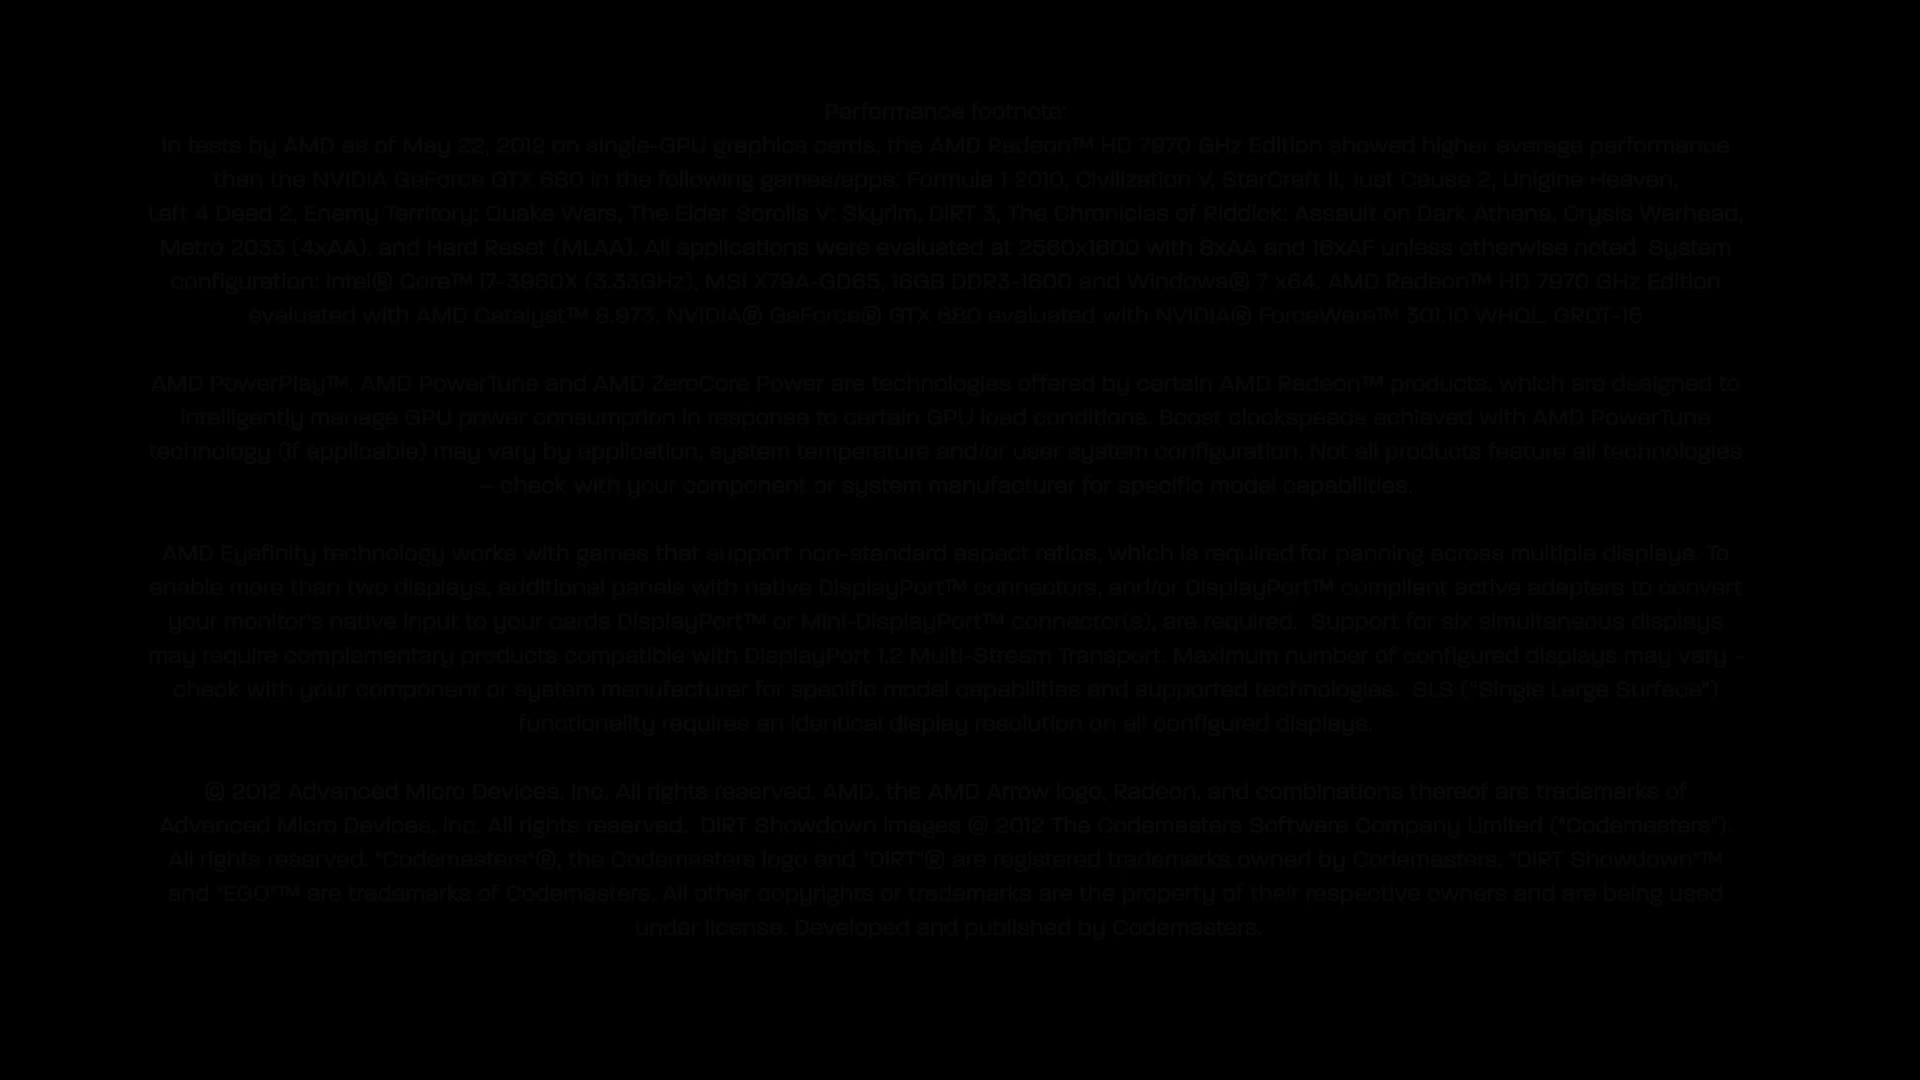 Performance footnote:
In tests by AMD as of May 22, 2012 on single-GPU graphics cards, the AMD Radeon™ HD 7970 GHz Edition showed higher average performance
than the NVIDIA GeForce GTX 680 in the following games/apps: Formula 1 2010, Civilization V, StarCraft II, Just Cause 2, Unigine Heaven,
Left 4 Dead 2, Enemy Territory: Quake Wars, The Elder Scrolls V: Skyrim, DiRT 3, The Chronicles of Riddick: Assault on Dark Athena, Crysis Warhead,
Metro 2033 (4xAA), and Hard Reset (MLAA). All applications were evaluated at 2560x1600 with 8xAA and 16xAF unless otherwise noted. System
configuration: Intel® Core™ i7-3960X (3.33GHz), MSI X79A-GD65, 16GB DDR3-1600 and Windows® 7 x64. AMD Radeon™ HD 7970 GHz Edition
evaluated with AMD Catalyst™ 8.973. NVIDIA® GeForce® GTX 680 evaluated with NVIDIA® ForceWare™ 301.10 WHQL. GRDT-16
AMD PowerPlay™, AMD PowerTune and AMD ZeroCore Power are technologies offered by certain AMD Radeon™ products, which are designed to
intelligently manage GPU power consumption in response to certain GPU load conditions. Boost clockspeeds achieved with AMD PowerTune
technology (if applicable) may vary by application, system temperature and/or user system configuration. Not all products feature all technologies
– check with your component or system manufacturer for specific model capabilities.
AMD Eyefinity technology works with games that support non-standard aspect ratios, which is required for panning across multiple displays. To
enable more than two displays, additional panels with native DisplayPort™ connectors, and/or DisplayPort™ compliant active adapters to convert
your monitor's native input to your cards DisplayPort™ or Mini-DisplayPort™ connector(s), are required. Support for six simultaneous displays
may require complementary products compatible with DisplayPort 1.2 Multi-Stream Transport. Maximum number of configured displays may vary -
check with your component or system manufacturer for specific model capabilities and supported technologies. SLS ("Single Large Surface")
functionality requires an identical display resolution on all configured displays.
© 2012 Advanced Micro Devices, Inc. All rights reserved. AMD, the AMD Arrow logo, Radeon, and combinations thereof are trademarks of
Advanced Micro Devices, Inc. All rights reserved. DiRT Showdown images @ 2012 The Codemasters Software Company Limited ("Codemasters").
All rights reserved. "Codemasters"®, the Codemasters logo and "DiRT"® are registered trademarks owned by Codemasters. "DiRT Showdown"™
and "EGO"™ are trademarks of Codemasters. All other copyrights or trademarks are the property of their respective owners and are being used
under license. Developed and published by Codemasters.